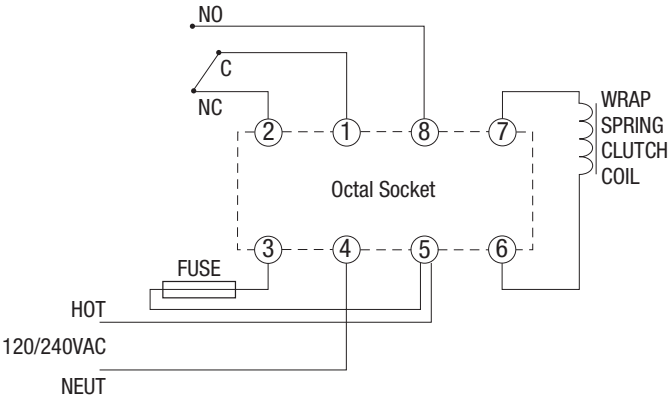 NO
C
NC
2
1
8
7
WRAP
SPRING
CLUTCH
COIL
Octal Socket
3
4
5
6
FUSE
HOT
120/240VAC
NEUT